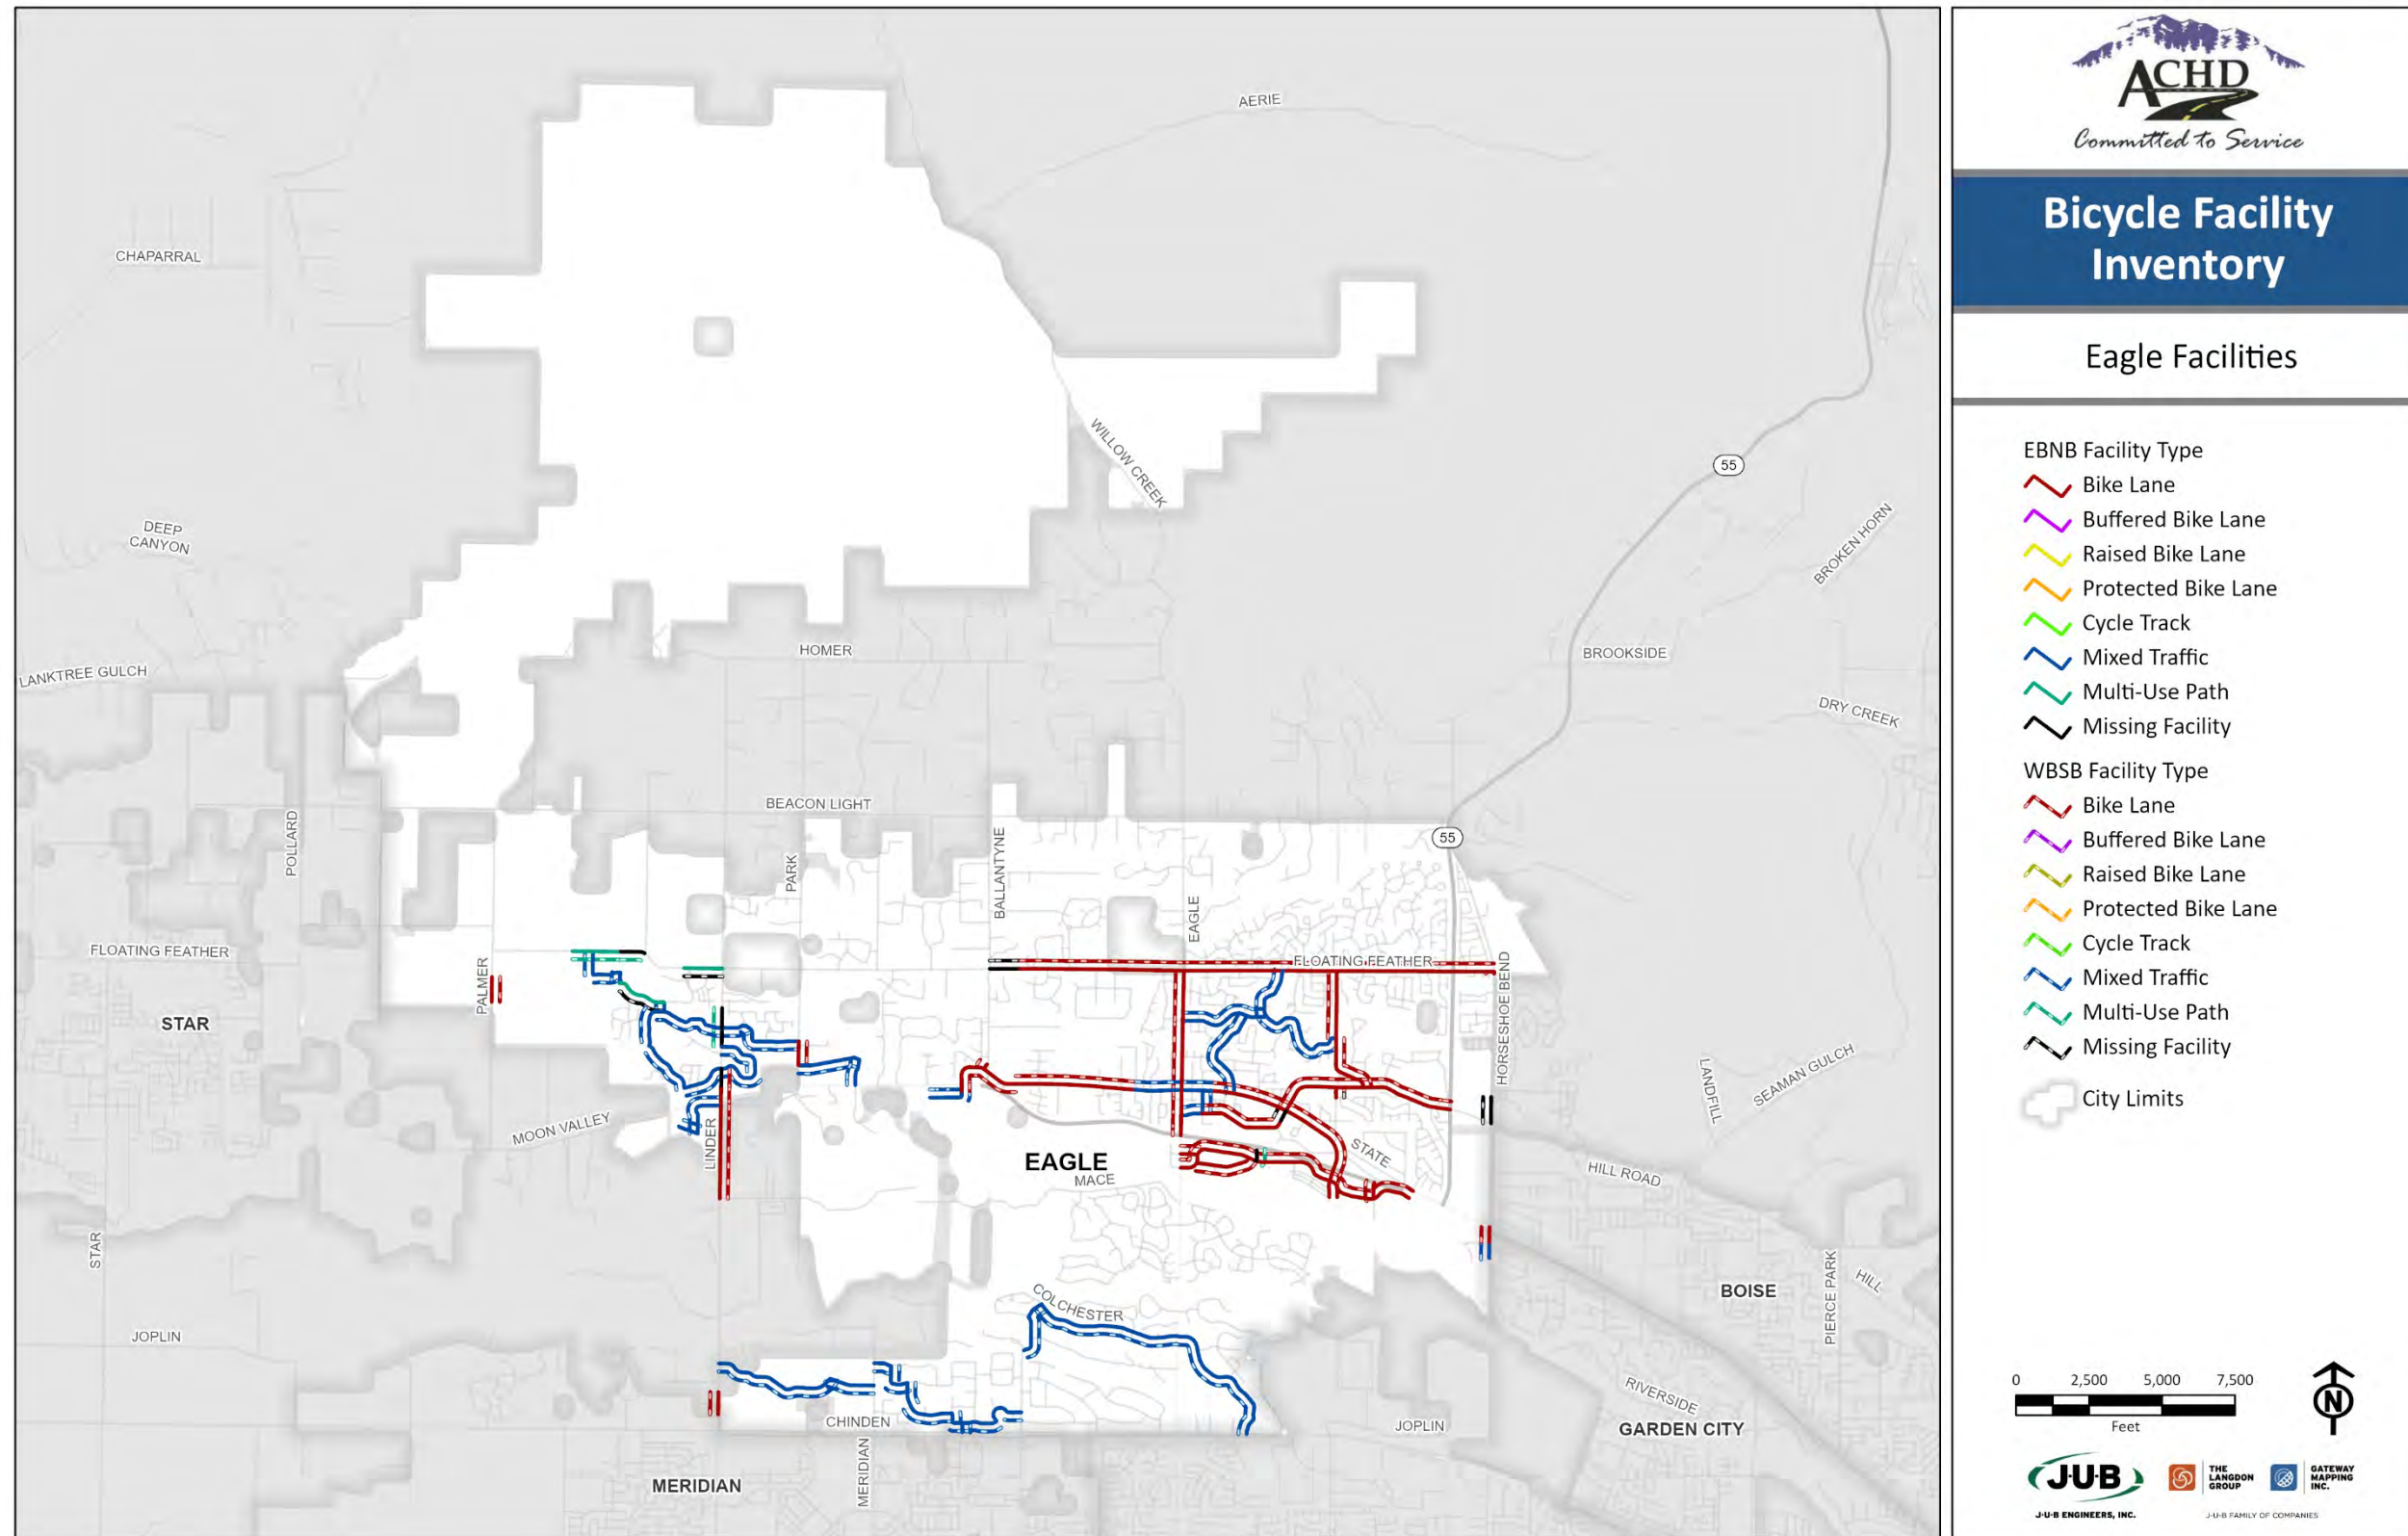 AERIE
CHAPARRAL
WILLOW CREEK
55
DEEP
CANYON
BROKEN HORN
HOMER
BROOKSIDE
LANKTREE GULCH
DRY CREEK
BEACON LIGHT
POLLARD
PARK
BALLANTYNE
55
EAGLE
FLOATING FEATHER
FLOATING FEATHER
PALMER
HORSESHOE BEND
STAR
LANDFILL
SEAMAN GULCH
MOON VALLEY
LINDER
EAGLE
MACE
STATE
HILL ROAD
STAR
BOISE
PIERCE PARK
HILL
COLCHESTER
JOPLIN
RIVERSIDE
CHINDEN
JOPLIN
GARDEN CITY
MERIDIAN
MERIDIAN
ACHD
Committed to Service
Bicycle Facility
Inventory
Eagle Facilities
EBNB Facility Type
Bike Lane
Buffered Bike Lane
Raised Bike Lane
Protected Bike Lane
Cycle Track
Mixed Traffic
Multi-Use Path
Missing Facility
WBSB Facility Type
Bike Lane
Buffered Bike Lane
Raised Bike Lane
Protected Bike Lane
Cycle Track
Mixed Traffic
Multi-Use Path
Missing Facility
City Limits
0 2,500 5,000 7,500
Feet
N
J·U·B
J·U·B ENGINEERS, INC.
THE
LANGDON
GROUP
GATEWAY
MAPPING
INC.
J·U·B FAMILY OF COMPANIES